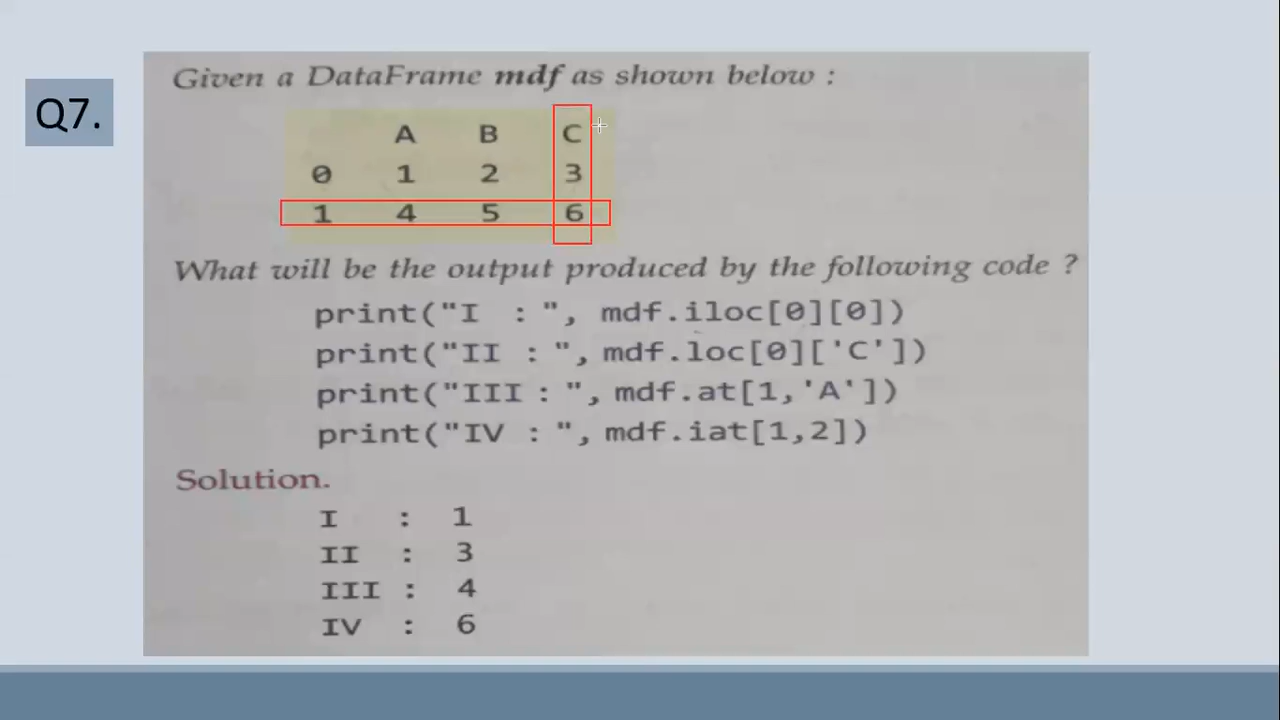 Q7.
Given a DataFrame mdf as shown below :
A B C
0 1 2 3
1 4 5 6
What will be the output produced by the following code ?
print("I : ", mdf.iloc[0][0])
print("II : ", mdf.loc[0]['C'])
print("III : ", mdf.at[1,'A'])
print("IV : ", mdf.iat[1,2])
Solution.
I : 1
II : 3
III : 4
IV : 6